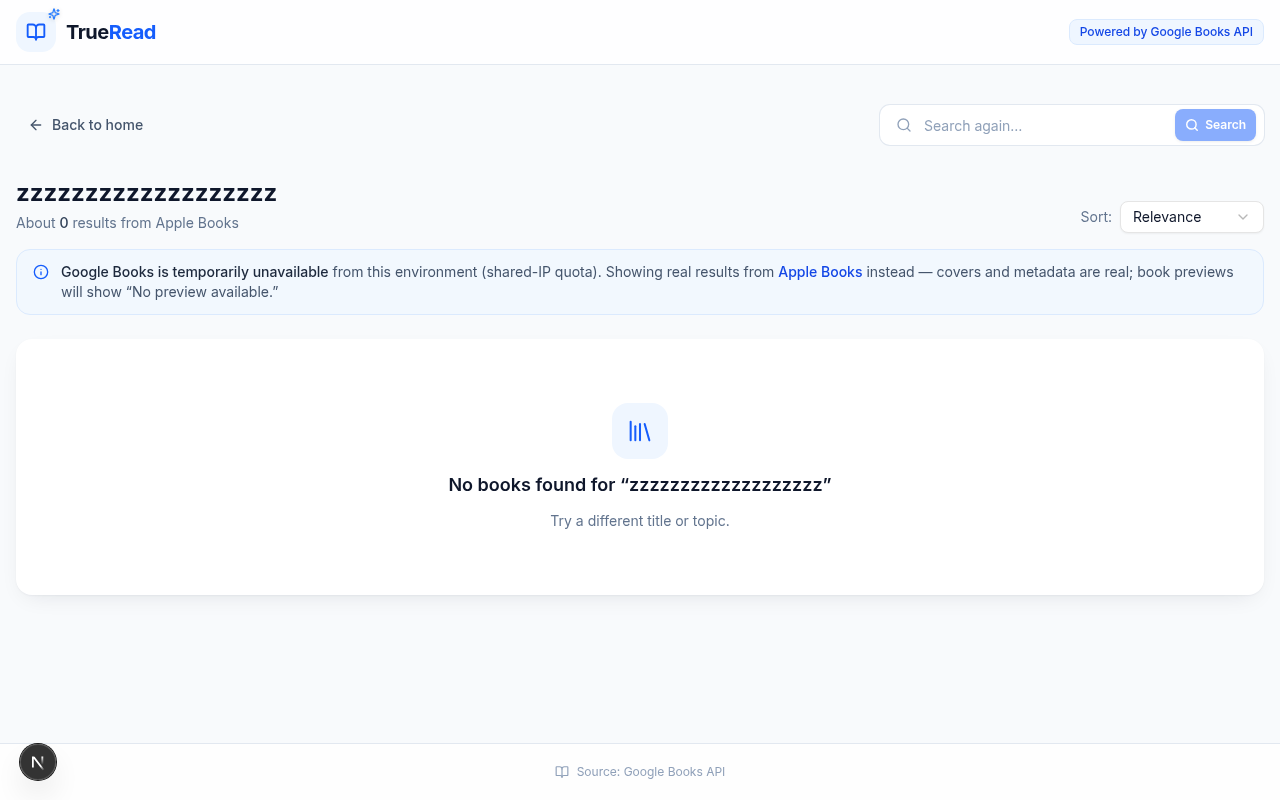 TrueRead
Powered by Google Books API
Back to home
Search again...
Search
zzzzzzzzzzzzzzzzzzz
About 0 results from Apple Books
Sort:
Relevance
Google Books is temporarily unavailable from this environment (shared-IP quota). Showing real results from Apple Books instead — covers and metadata are real; book previews
will show “No preview available.”
No books found for “zzzzzzzzzzzzzzzzzzz”
Try a different title or topic.
N
Source: Google Books API